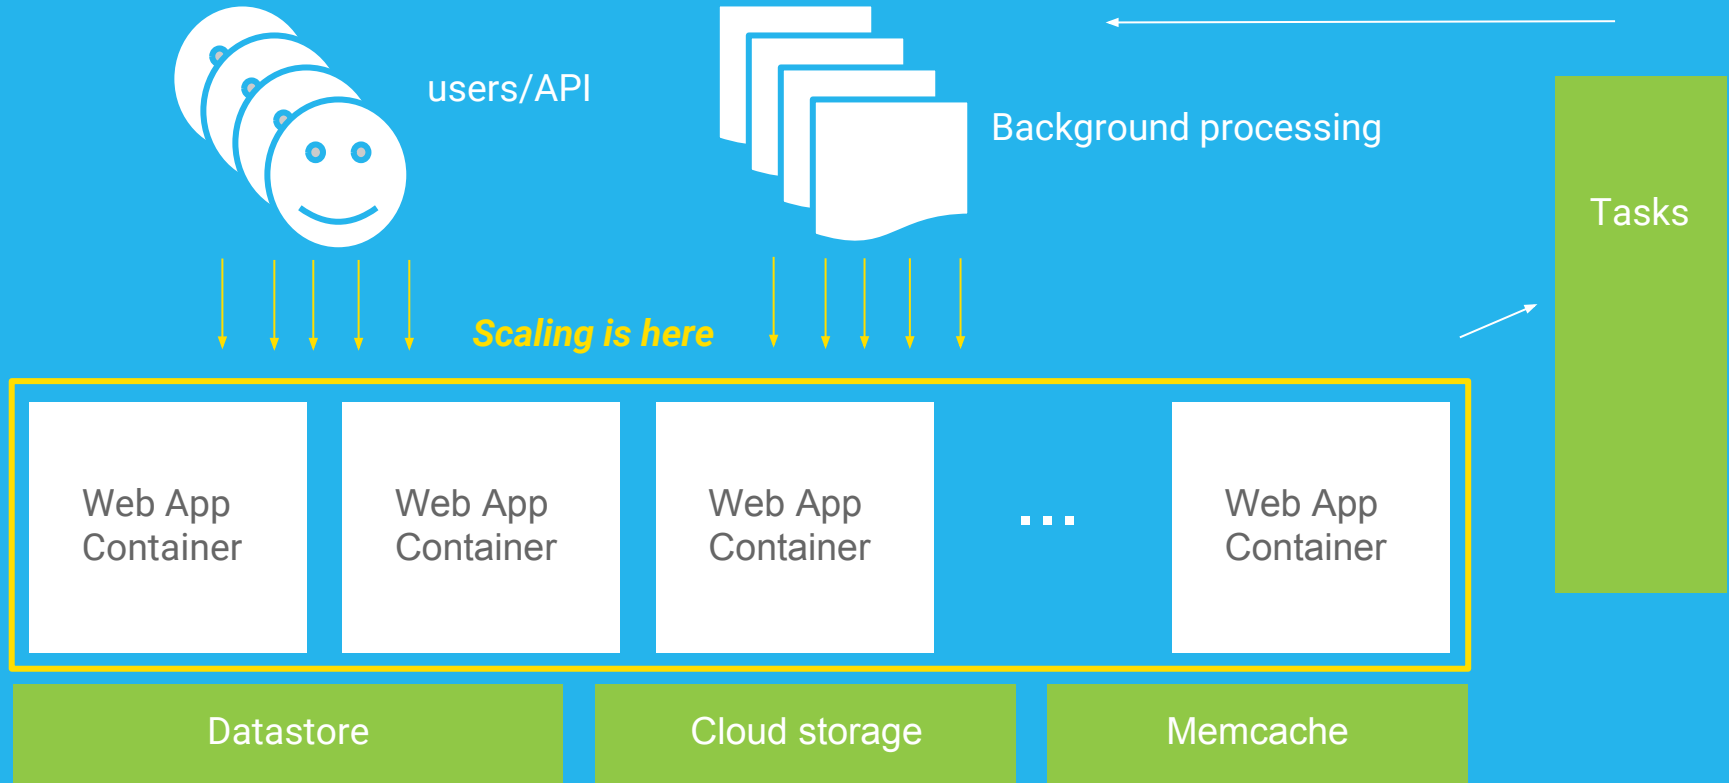 users/API
Background processing
Tasks
Scaling is here
Web App
Container
Web App
Container
Web App
Container
...
Web App
Container
Datastore
Cloud storage
Memcache